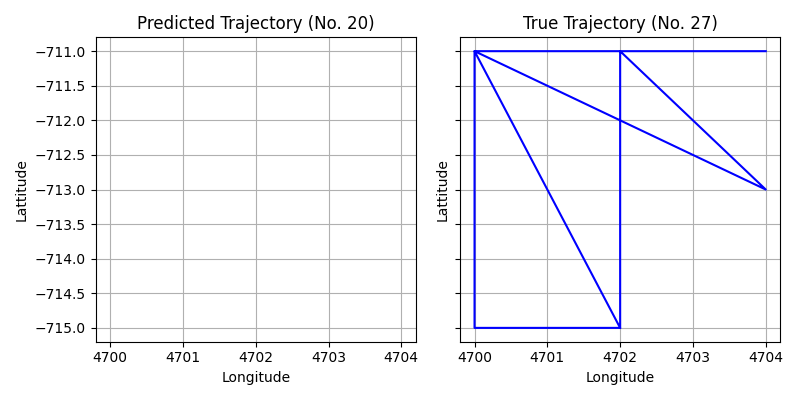 Predicted Trajectory (No. 20)
Lattitude
−711.0
−711.5
−712.0
−712.5
−713.0
−713.5
−714.0
−714.5
−715.0
4700 4701 4702 4703 4704
Longitude
True Trajectory (No. 27)
Lattitude
4700 4701 4702 4703 4704
Longitude